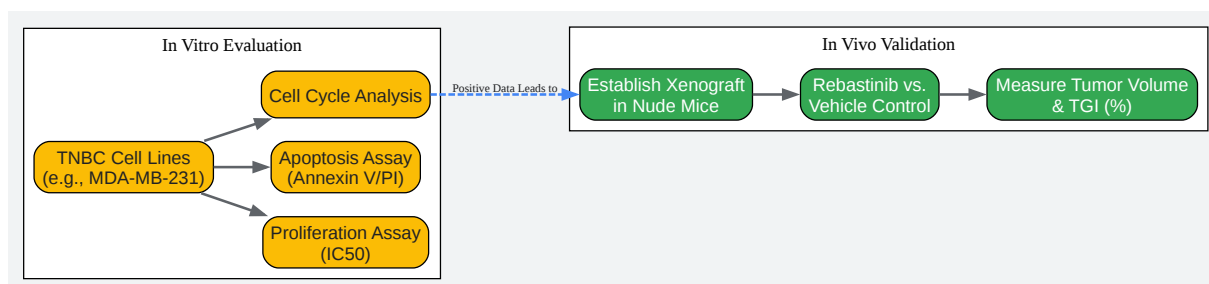 In Vitro Evaluation
Cell Cycle Analysis
TNBC Cell Lines
(e.g., MDA-MB-231)
Apoptosis Assay
(Annexin V/PI)
Proliferation Assay
(IC50)
Positive Data Leads to
In Vivo Validation
Establish Xenograft
in Nude Mice
Rebastinib vs.
Vehicle Control
Measure Tumor Volume
& TGI (%)